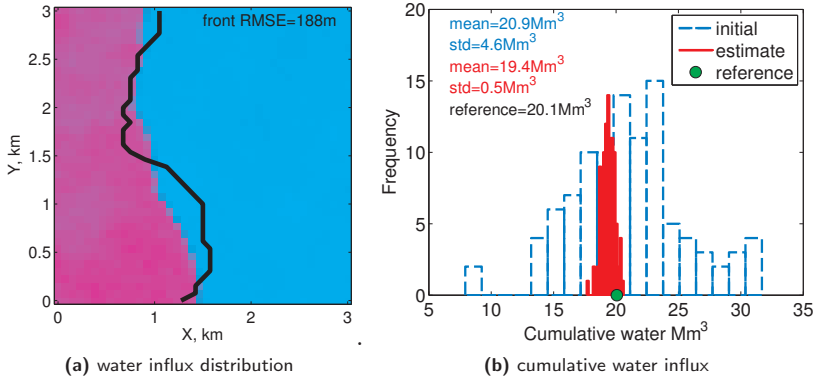 front RMSE=188m
3
2.5
2
1.5
1
0.5
0
Y, km
0 1 2 3
X, km
(a) water influx distribution
.
mean=20.9Mm³
std=4.6Mm³
mean=19.4Mm³
std=0.5Mm³
reference=20.1Mm³
initial
estimate
reference
20
15
10
5
0
Frequency
5 10 15 20 25 30 35
Cumulative water Mm³
(b) cumulative water influx